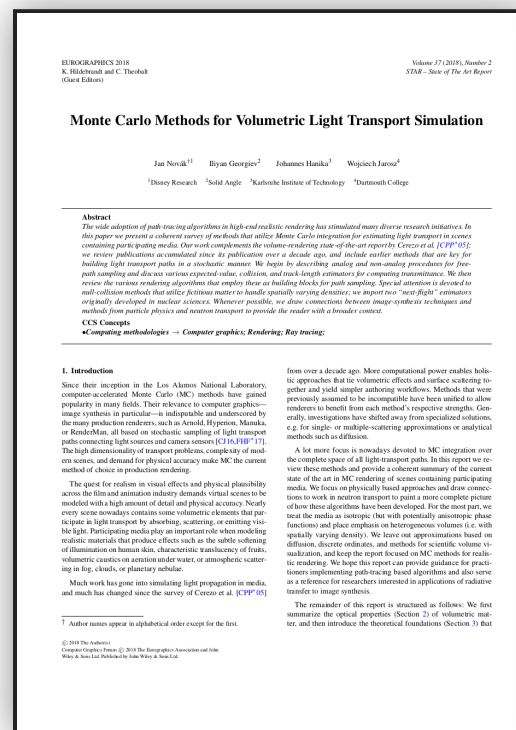 EUROGRAPHICS 2018
K. Hildebrandt and C. Theobalt
(Guest Editors)
Volume 37 (2018), Number 2
STAR – State of The Art Report
Monte Carlo Methods for Volumetric Light Transport Simulation
Jan Novák†1 Iliyan Georgiev2 Johannes Hanika3 Wojciech Jarosz4
1Disney Research 2Solid Angle 3Karlsruhe Institute of Technology 4Dartmouth College
Abstract
The wide adoption of path-tracing algorithms in high-end realistic rendering has stimulated many diverse research initiatives. In
this paper we present a coherent survey of methods that utilize Monte Carlo integration for estimating light transport in scenes
containing participating media. Our work complements the volume-rendering state-of-the-art report by Cerezo et al. [CPP*05];
we review publications accumulated since its publication over a decade ago, and include earlier methods that are key for
building light transport paths in a stochastic manner. We begin by describing analog and non-analog procedures for free-
path sampling and discuss various expected-value, collision, and track-length estimators for computing transmittance. We then
review the various rendering algorithms that employ these as building blocks for path sampling. Special attention is devoted to
null-collision methods that utilize fictitious matter to handle spatially varying densities; we import two “next-flight” estimators
originally developed in nuclear sciences. Whenever possible, we draw connections between image-synthesis techniques and
methods from particle physics and neutron transport to provide the reader with a broader context.
CCS Concepts
•Computing methodologies → Computer graphics; Rendering; Ray tracing;
1. Introduction
Since their inception in the Los Alamos National Laboratory,
computer-accelerated Monte Carlo (MC) methods have gained
popularity in many fields. Their relevance to computer graphics—
image synthesis in particular—is indisputable and underscored by
the many production renderers, such as Arnold, Hyperion, Manuka,
or RenderMan, all based on stochastic sampling of light transport
paths connecting light sources and camera sensors [CJ16,FHF*17].
The high dimensionality of transport problems, complexity of mod-
ern scenes, and demand for physical accuracy make MC the current
method of choice in production rendering.
The quest for realism in visual effects and physical plausibility
across the film and animation industry demands virtual scenes to be
modeled with a high amount of detail and physical accuracy. Nearly
every scene nowadays contains some volumetric elements that par-
ticipate in light transport by absorbing, scattering, or emitting visi-
ble light. Participating media play an important role when modeling
realistic materials that produce effects such as the subtle softening
of illumination on human skin, characteristic translucency of fruits,
volumetric caustics on aeration under water, or atmospheric scatter-
ing in fog, clouds, or planetary nebulae.
Much work has gone into simulating light propagation in media,
and much has changed since the survey of Cerezo et al. [CPP*05]
† Author names appear in alphabetical order except for the first.
© 2018 The Author(s)
Computer Graphics Forum © 2018 The Eurographics Association and John
Wiley & Sons Ltd. Published by John Wiley & Sons Ltd.
from over a decade ago. More computational power enables holis-
tic approaches that tie volumetric effects and surface scattering to-
gether and yield simpler authoring workflows. Methods that were
previously assumed to be incompatible have been unified to allow
renderers to benefit from each method's respective strengths. Gen-
erally, investigations have shifted away from specialized solutions,
e.g. for single- or multiple-scattering approximations or analytical
methods such as diffusion.
A lot more focus is nowadays devoted to MC integration over
the complete space of all light-transport paths. In this report we re-
view these methods and provide a coherent summary of the current
state of the art in MC rendering of scenes containing participating
media. We focus on physically based approaches and draw connec-
tions to work in neutron transport to paint a more complete picture
of how these algorithms have been developed. For the most part, we
treat the media as isotropic (but with potentially anisotropic phase
functions) and place emphasis on heterogeneous volumes (i.e. with
spatially varying density). We leave out approximations based on
diffusion, discrete ordinates, and methods for scientific volume vi-
sualization, and keep the report focused on MC methods for realis-
tic rendering. We hope this report can provide guidance for practi-
tioners implementing path-tracing based algorithms and also serve
as a reference for researchers interested in applications of radiative
transfer to image synthesis.
The remainder of this report is structured as follows: We first
summarize the optical properties (Section 2) of volumetric mat-
ter, and then introduce the theoretical foundations (Section 3) that